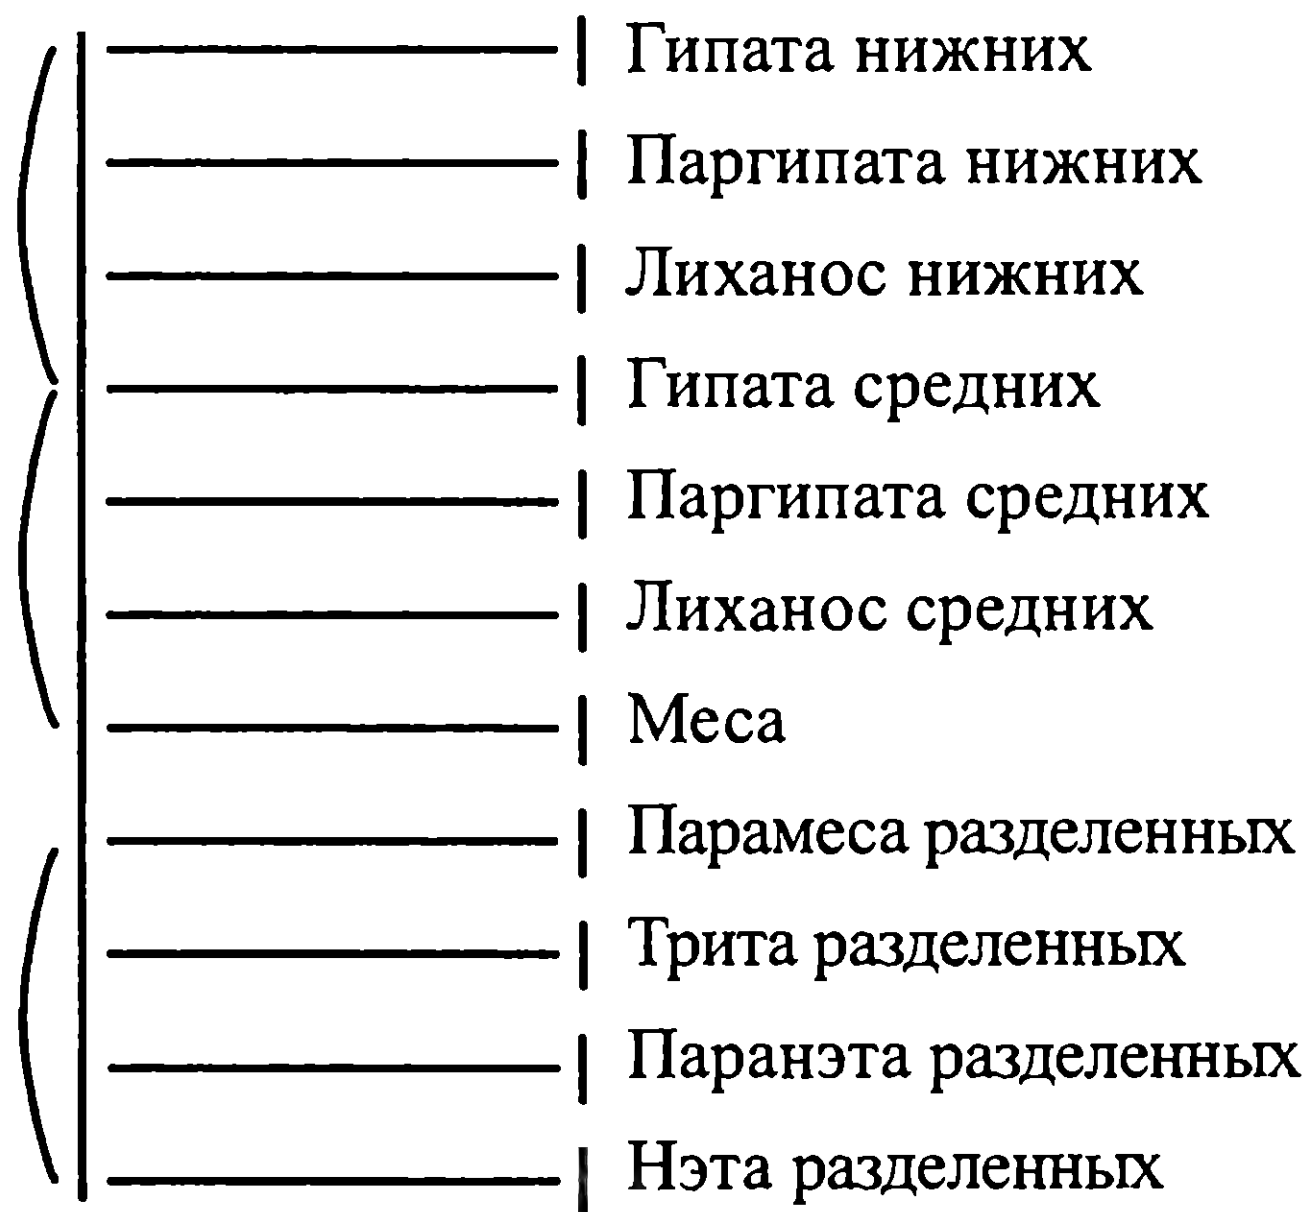 Гипата нижних
Паргипата нижних
Лиханос нижних
Гипата средних
Паргипата средних
Лиханос средних
Меса
Парамеса разделенных
Трита разделенных
Паранэта разделенных
Нэта разделенных